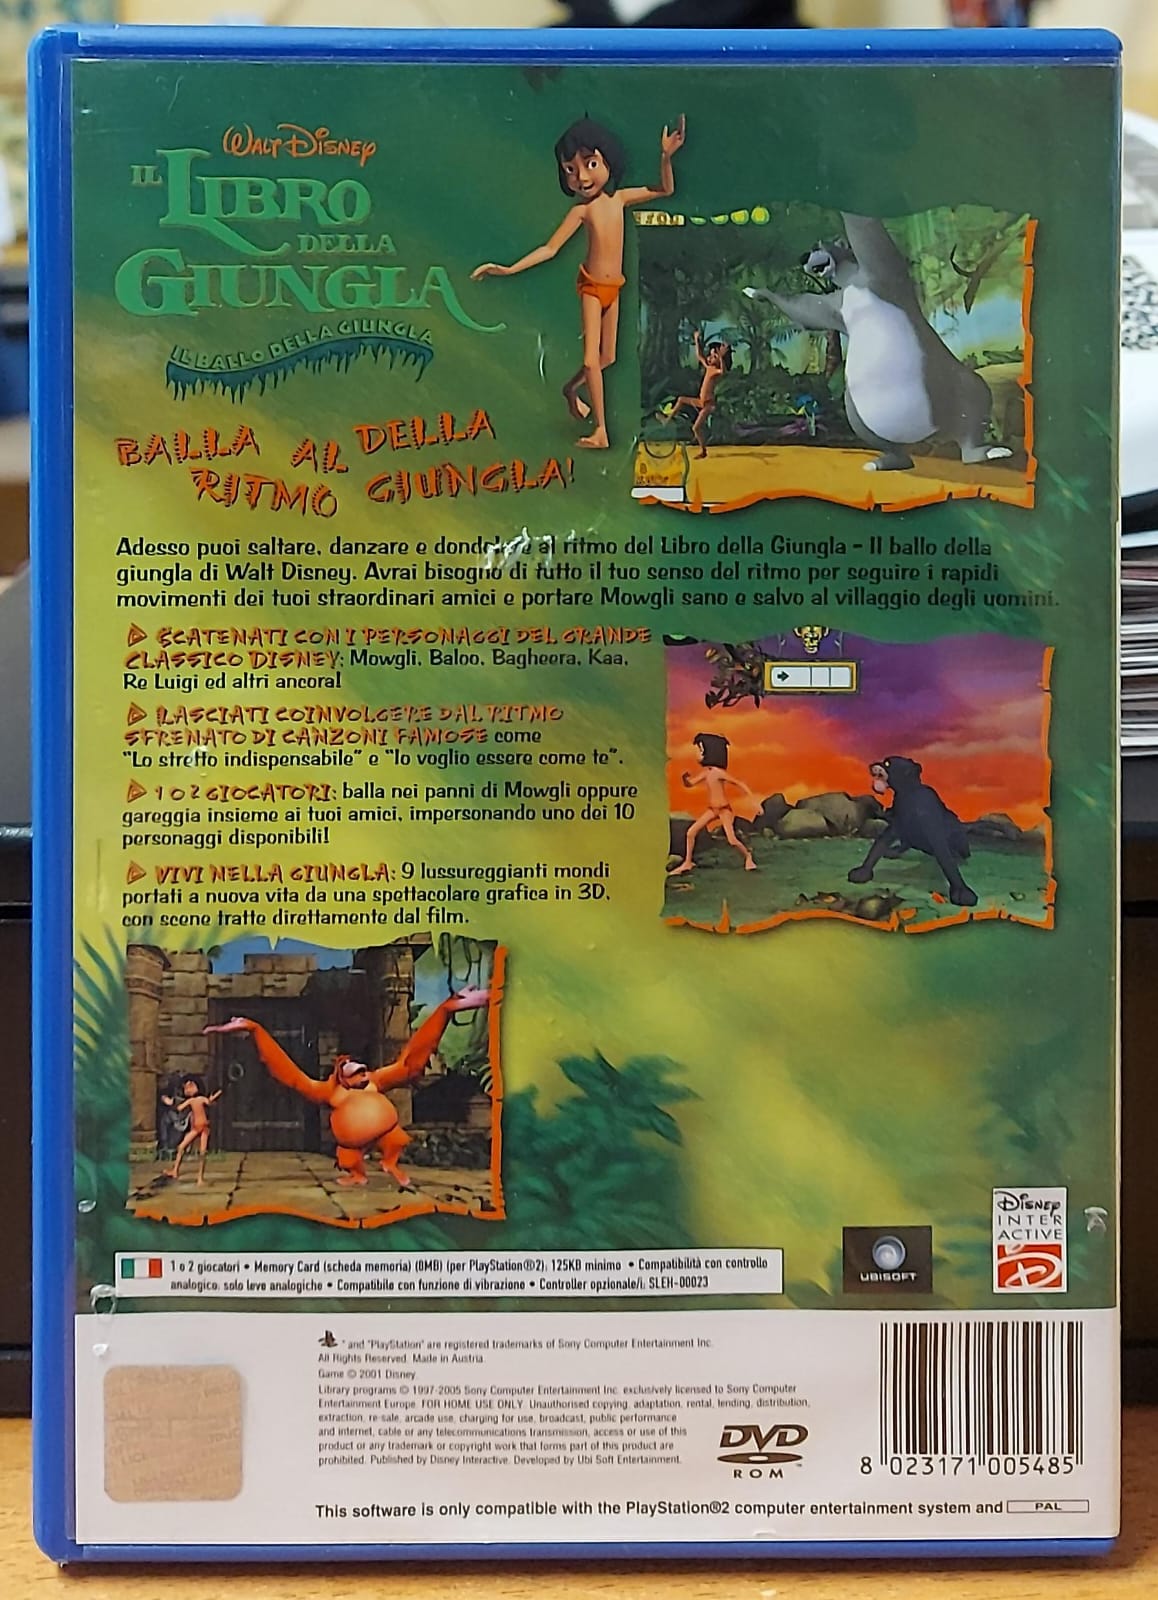 Walt Disney
IL LIBRO
DELLA
GIUNGLA
IL BALLO DELLA GIUNGLA
BALLA AL
RITMO
DELLA
GIUNGLA!
Adesso puoi saltare, danzare e dondolare al ritmo del Libro della Giungla - Il ballo della
giungla di Walt Disney. Avrai bisogno di tutto il tuo senso del ritmo per seguire i rapidi
movimenti dei tuoi straordinari amici e portare Mowgli sano e salvo al villaggio degli uomini.
SCATENATI CON I PERSONAGGI DEL GRANDE
CLASSICO DISNEY: Mowgli, Baloo, Bagheera, Kaa,
Re Luigi ed altri ancora!
LASCIATI COINVOLGERE DAL RITMO
SFRENATO DI CANZONI FAMOSE come
"Lo stretto indispensabile" e "Io voglio essere come te".
1 O 2 GIOCATORI: balla nei panni di Mowgli oppure
gareggia insieme ai tuoi amici, impersonando uno dei 10
personaggi disponibili!
VIVI NELLA GIUNGLA: 9 lussureggianti mondi
portati a nuova vita da una spettacolare grafica in 3D,
con scene tratte direttamente dal film.
Disney
INTER
ACTIVE
UBISOFT
1 o 2 giocatori • Memory Card (scheda memoria) (8MB) (per PlayStation®2): 125KB minimo • Compatibilità con controllo
analogico: solo leve analogiche • Compatibile con funzione di vibrazione • Controller opzionale/i: SLEH-00023
" and "PlayStation" are registered trademarks of Sony Computer Entertainment Inc.
All Rights Reserved. Made in Austria.
Game © 2001 Disney.
Library programs © 1997-2005 Sony Computer Entertainment Inc. exclusively licensed to Sony Computer
Entertainment Europe. FOR HOME USE ONLY. Unauthorised copying, adaptation, rental, lending, distribution,
extraction, re-sale, arcade use, charging for use, broadcast, public performance
and internet, cable or any telecommunications transmission, access or use of this
product or any trademark or copyright work that forms part of this product are
prohibited. Published by Disney Interactive. Developed by Ubi Soft Entertainment.
DVD
ROM
8 023171 005485
This software is only compatible with the PlayStation®2 computer entertainment system and PAL